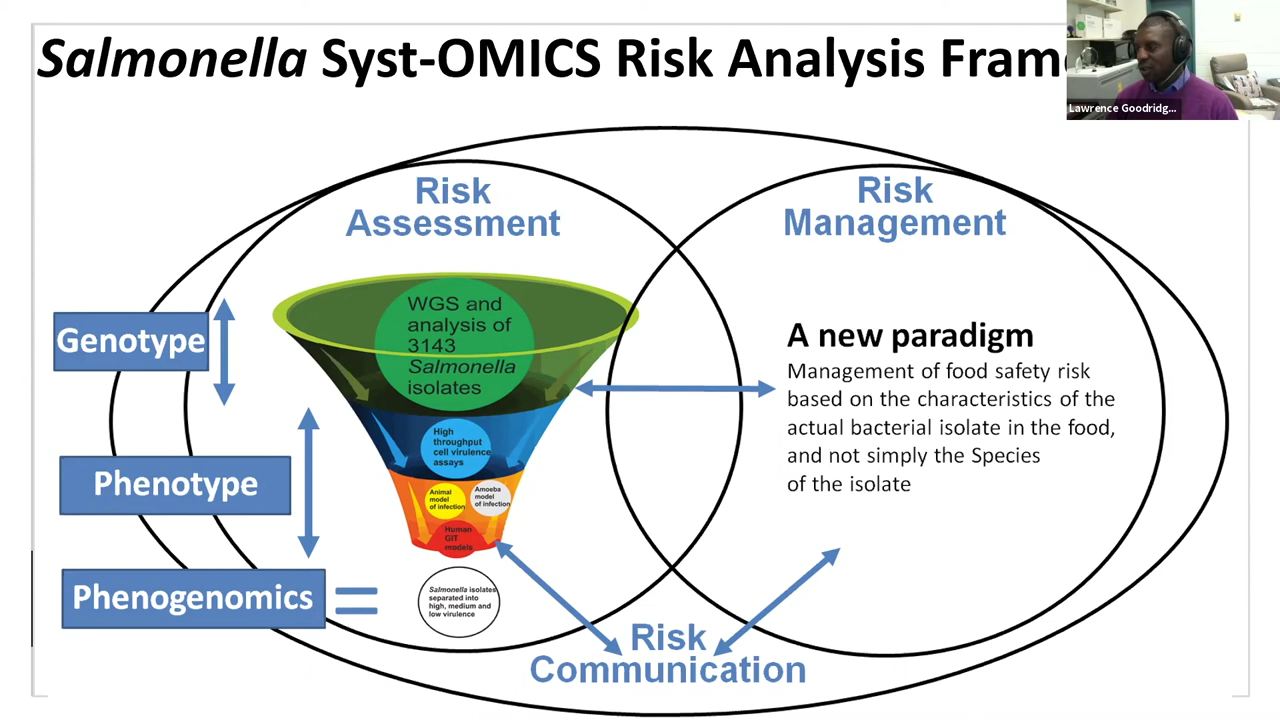 Salmonella Syst-OMICS Risk Analysis Frame
Lawrence Goodridg...
Risk
Assessment
Risk
Management
Genotype
WGS and
analysis of
3143
Salmonella
isolates
A new paradigm
Management of food safety risk
based on the characteristics of the
actual bacterial isolate in the food,
and not simply the Species
of the isolate
High
throughput
cell virulence
assays
Phenotype
Animal
model
of infection
Amoeba
model
of infection
Human
GIT
models
Phenogenomics =
Salmonella isolates
separated into
high, medium and
low virulence
Risk
Communication